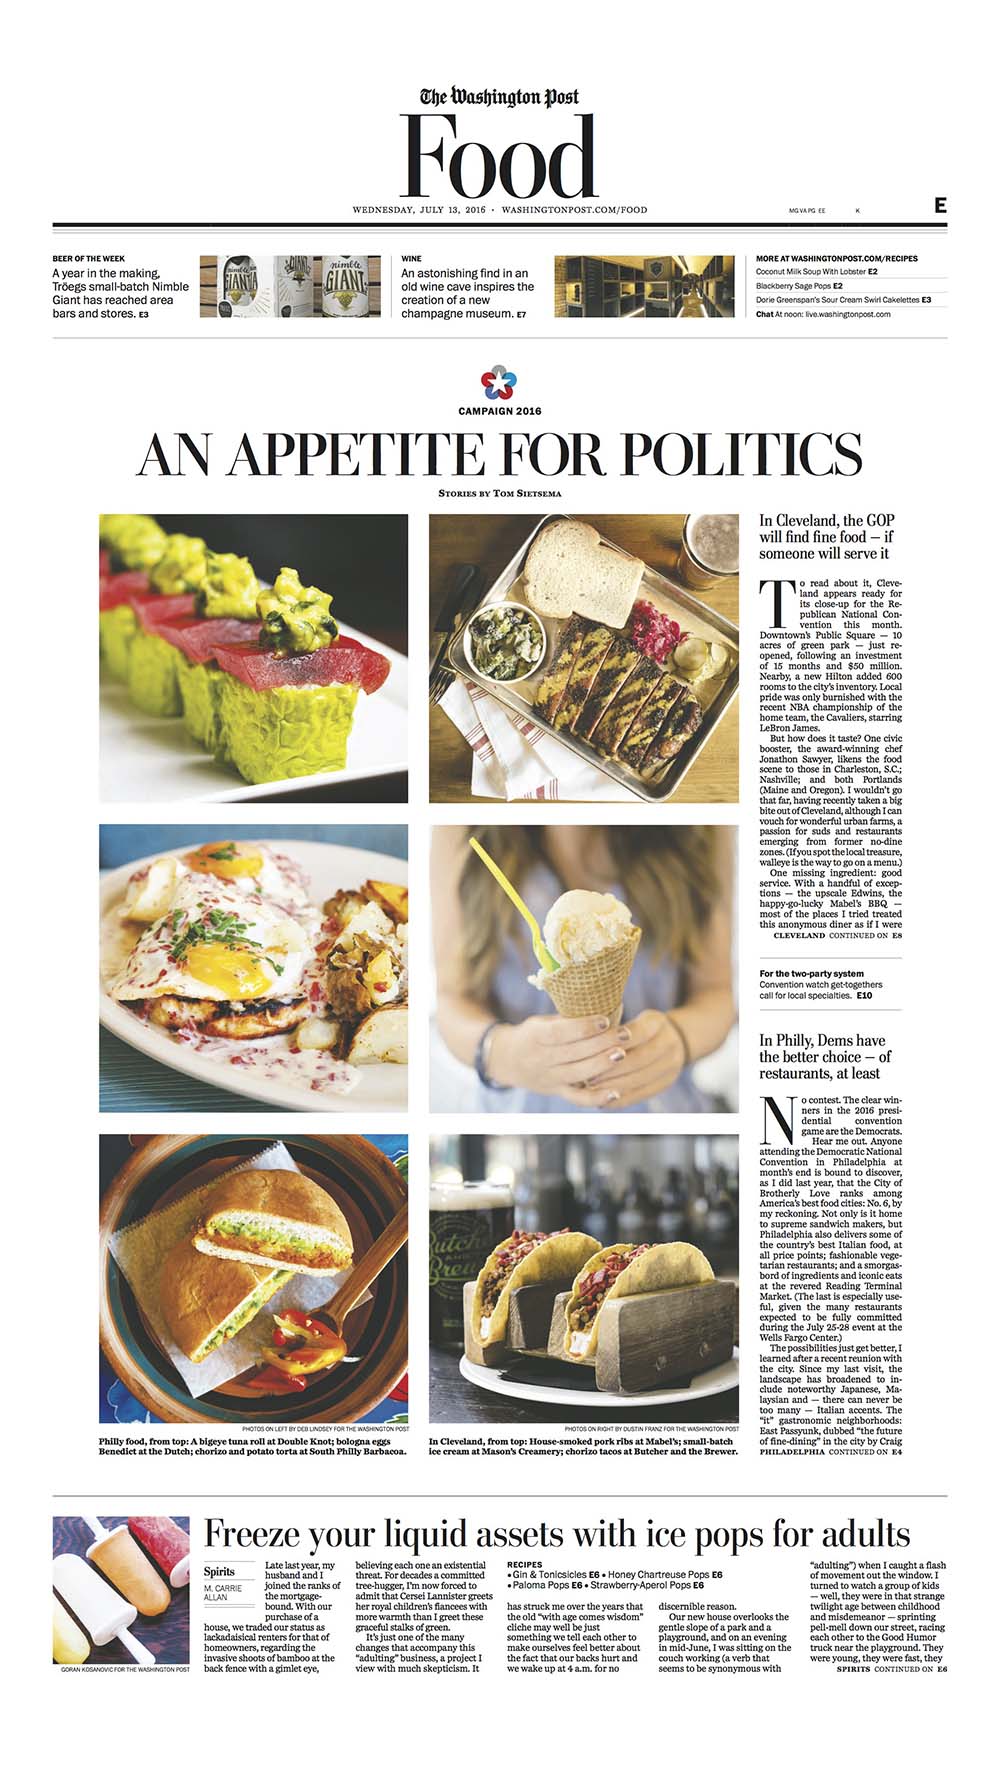 The Washington Post
Food
WEDNESDAY, JULY 13, 2016 • WASHINGTONPOST.COM/FOOD
MG VA PG EE K
E
BEER OF THE WEEK
A year in the making,
Tröegs small-batch Nimble
Giant has reached area
bars and stores. E3
nimble
GIANT
nimble
GIANT
WINE
An astonishing find in an
old wine cave inspires the
creation of a new
champagne museum. E7
MORE AT WASHINGTONPOST.COM/RECIPES
Coconut Milk Soup With Lobster E2
Blackberry Sage Pops E2
Dorie Greenspan's Sour Cream Swirl Cakelettes E3
Chat At noon: live.washingtonpost.com
CAMPAIGN 2016
AN APPETITE FOR POLITICS
STORIES BY TOM SIETSEMA
In Cleveland, the GOP
will find fine food — if
someone will serve it
To read about it, Cleve-
land appears ready for
its close-up for the Re-
publican National Con-
vention this month.
Downtown's Public Square — 10
acres of green park — just re-
opened, following an investment
of 15 months and $50 million.
Nearby, a new Hilton added 600
rooms to the city's inventory. Local
pride was only burnished with the
recent NBA championship of the
home team, the Cavaliers, starring
LeBron James.
But how does it taste? One civic
booster, the award-winning chef
Jonathon Sawyer, likens the food
scene to those in Charleston, S.C.;
Nashville; and both Portlands
(Maine and Oregon). I wouldn't go
that far, having recently taken a big
bite out of Cleveland, although I can
vouch for wonderful urban farms, a
passion for suds and restaurants
emerging from former no-dine
zones. (If you spot the local treasure,
walleye is the way to go on a menu.)
One missing ingredient: good
service. With a handful of excep-
tions — the upscale Edwins, the
happy-go-lucky Mabel's BBQ —
most of the places I tried treated
this anonymous diner as if I were
CLEVELAND CONTINUED ON E8
For the two-party system
Convention watch get-togethers
call for local specialties. E10
In Philly, Dems have
the better choice — of
restaurants, at least
No contest. The clear win-
ners in the 2016 presi-
dential convention
game are the Democrats.
Hear me out. Anyone
attending the Democratic National
Convention in Philadelphia at
month's end is bound to discover,
as I did last year, that the City of
Brotherly Love ranks among
America's best food cities: No. 6, by
my reckoning. Not only is it home
to supreme sandwich makers, but
Philadelphia also delivers some of
the country's best Italian food, at
all price points; fashionable vege-
tarian restaurants; and a smorgas-
bord of ingredients and iconic eats
at the revered Reading Terminal
Market. (The last is especially use-
ful, given the many restaurants
expected to be fully committed
during the July 25-28 event at the
Wells Fargo Center.)
The possibilities just get better, I
learned after a recent reunion with
the city. Since my last visit, the
landscape has broadened to in-
clude noteworthy Japanese, Ma-
laysian and — there can never be
too many — Italian accents. The
"it" gastronomic neighborhoods:
East Passyunk, dubbed "the future
of fine-dining" in the city by Craig
PHILADELPHIA CONTINUED ON E4
Butcher
Brew
PHOTOS ON LEFT BY DEB LINDSEY FOR THE WASHINGTON POST
Philly food, from top: A bigeye tuna roll at Double Knot; bologna eggs
Benedict at the Dutch; chorizo and potato torta at South Philly Barbacoa.
PHOTOS ON RIGHT BY DUSTIN FRANZ FOR THE WASHINGTON POST
In Cleveland, from top: House-smoked pork ribs at Mabel's; small-batch
ice cream at Mason's Creamery; chorizo tacos at Butcher and the Brewer.
GORAN KOSANOVIC FOR THE WASHINGTON POST
Freeze your liquid assets with ice pops for adults
Spirits
M. CARRIE
ALLAN
Late last year, my
husband and I
joined the ranks of
the mortgage-
bound. With our
purchase of a
house, we traded our status as
lackadaisical renters for that of
homeowners, regarding the
invasive shoots of bamboo at the
back fence with a gimlet eye,
believing each one an existential
threat. For decades a committed
tree-hugger, I'm now forced to
admit that Cersei Lannister greets
her royal children's fiancees with
more warmth than I greet these
graceful stalks of green.
It's just one of the many
changes that accompany this
"adulting" business, a project I
view with much skepticism. It
RECIPES
• Gin & Tonicsicles E6 • Honey Chartreuse Pops E6
• Paloma Pops E6 • Strawberry-Aperol Pops E6
has struck me over the years that
the old "with age comes wisdom"
cliche may well be just
something we tell each other to
make ourselves feel better about
the fact that our backs hurt and
we wake up at 4 a.m. for no
discernible reason.
Our new house overlooks the
gentle slope of a park and a
playground, and on an evening
in mid-June, I was sitting on the
couch working (a verb that
seems to be synonymous with
"adulting") when I caught a flash
of movement out the window. I
turned to watch a group of kids
— well, they were in that strange
twilight age between childhood
and misdemeanor — sprinting
pell-mell down our street, racing
each other to the Good Humor
truck near the playground. They
were young, they were fast, they
SPIRITS CONTINUED ON E6